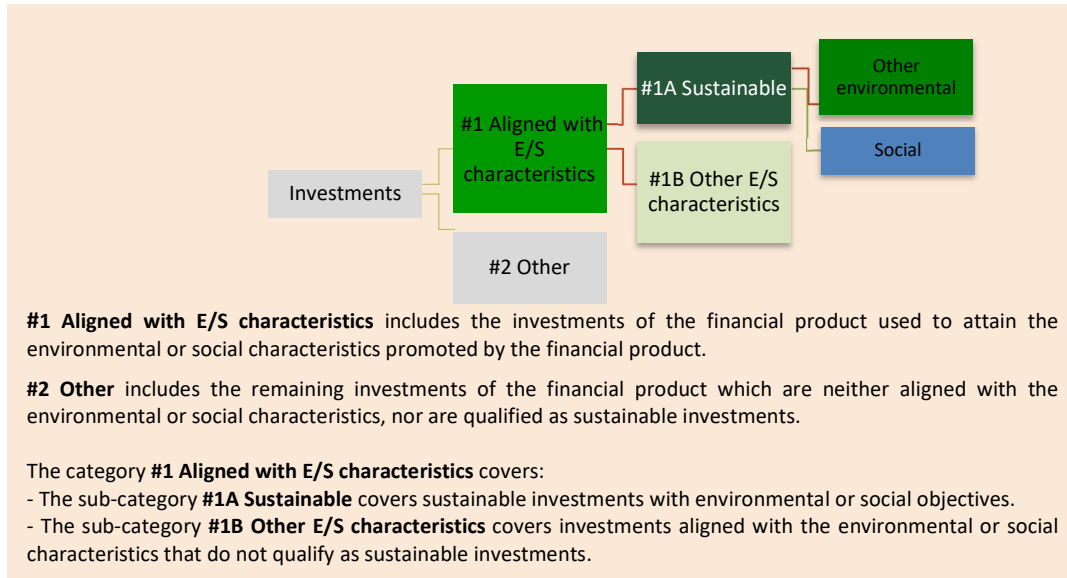 Other
environmental
#1A Sustainable
#1 Aligned with
E/S
characteristics
Social
#1B Other E/S
characteristics
Investments
#2 Other
#1 Aligned with E/S characteristics includes the investments of the financial product used to attain the
environmental or social characteristics promoted by the financial product.
#2 Other includes the remaining investments of the financial product which are neither aligned with the
environmental or social characteristics, nor are qualified as sustainable investments.
The category #1 Aligned with E/S characteristics covers:
- The sub-category #1A Sustainable covers sustainable investments with environmental or social objectives.
- The sub-category #1B Other E/S characteristics covers investments aligned with the environmental or social
characteristics that do not qualify as sustainable investments.